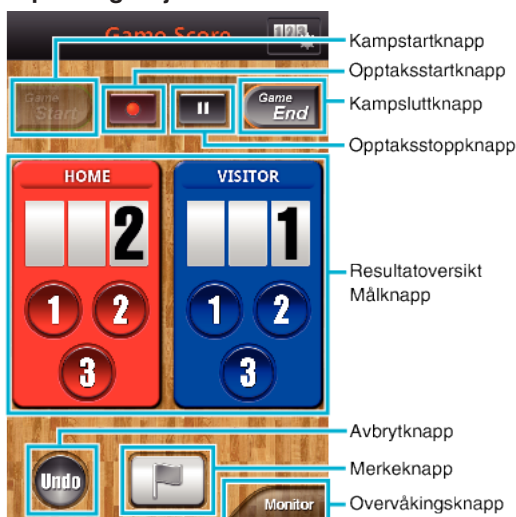 Game Score
123
Kampstartknapp
Opptaksstartknapp
Game
Start
Game
End
Kampsluttknapp
Opptaksstoppknapp
HOME
VISITOR
2
1
Resultatoversikt
Målknapp
1
2
1
2
3
3
Avbrytknapp
Undo
Merkeknapp
Monitor
Overvåkingsknapp